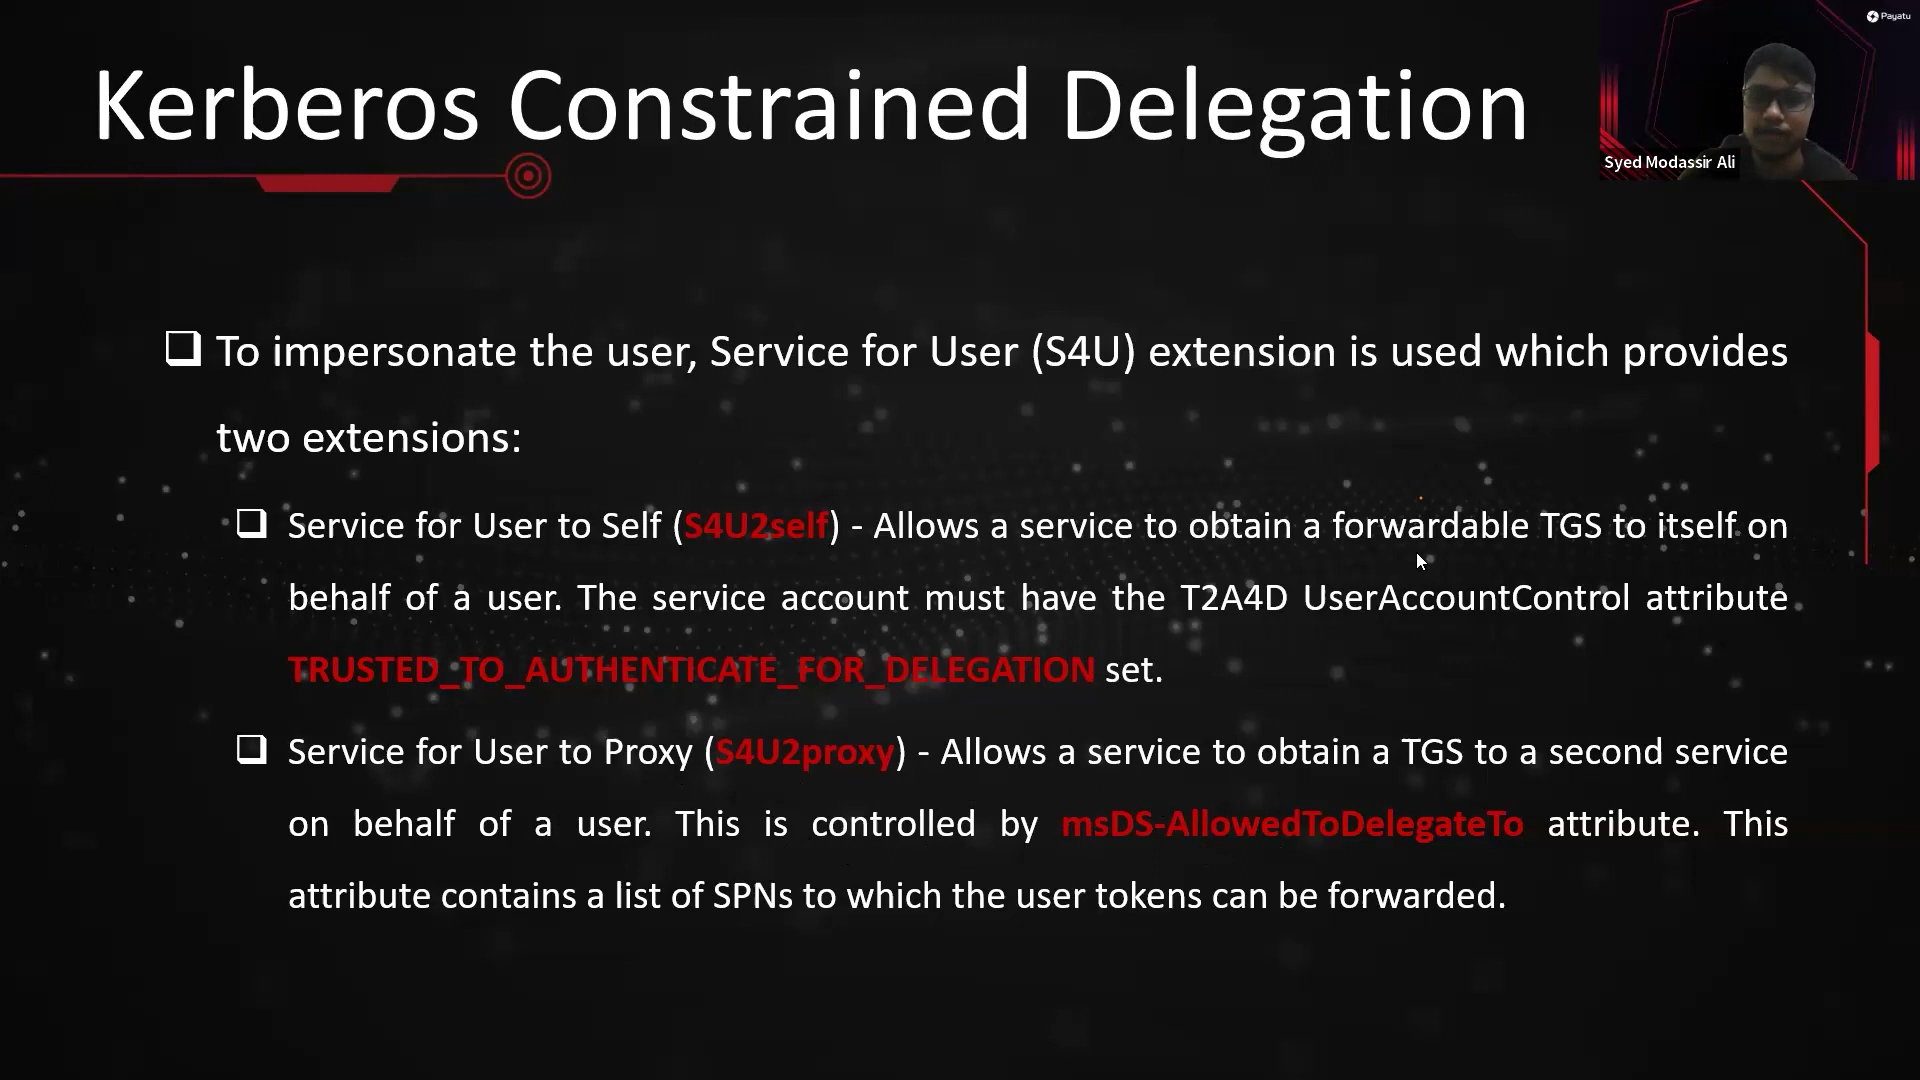 Payatu
Kerberos Constrained Delegation
Syed Modassir Ali
To impersonate the user, Service for User (S4U) extension is used which provides
two extensions:
Service for User to Self (S4U2self) - Allows a service to obtain a forwardable TGS to itself on
behalf of a user. The service account must have the T2A4D UserAccountControl attribute
TRUSTED_TO_AUTHENTICATE_FOR_DELEGATION set.
Service for User to Proxy (S4U2proxy) - Allows a service to obtain a TGS to a second service
on behalf of a user. This is controlled by msDS-AllowedToDelegateTo attribute. This
attribute contains a list of SPNs to which the user tokens can be forwarded.